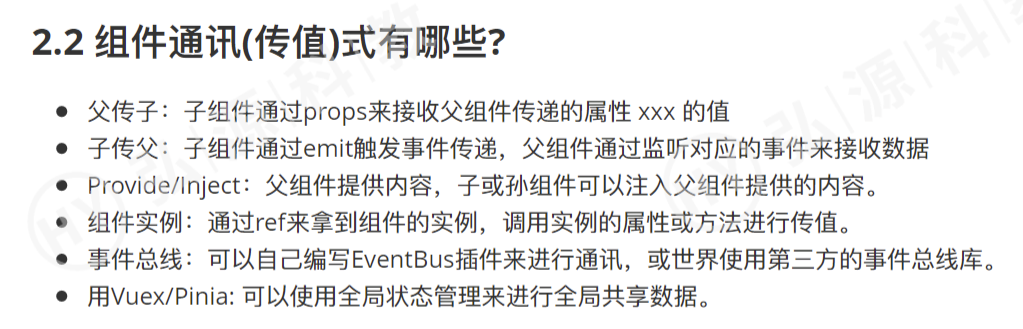 2.2 组件通讯(传值)式有哪些?
父传子：子组件通过props来接收父组件传递的属性 xxx 的值
子传父：子组件通过emit触发事件传递，父组件通过监听对应的事件来接收数据
Provide/Inject：父组件提供内容，子或孙组件可以注入父组件提供的内容。
组件实例：通过ref来拿到组件的实例，调用实例的属性或方法进行传值。
事件总线：可以自己编写EventBus插件来进行通讯，或世界使用第三方的事件总线库。
用Vuex/Pinia: 可以使用全局状态管理来进行全局共享数据。
弘源科教
HY 弘源科